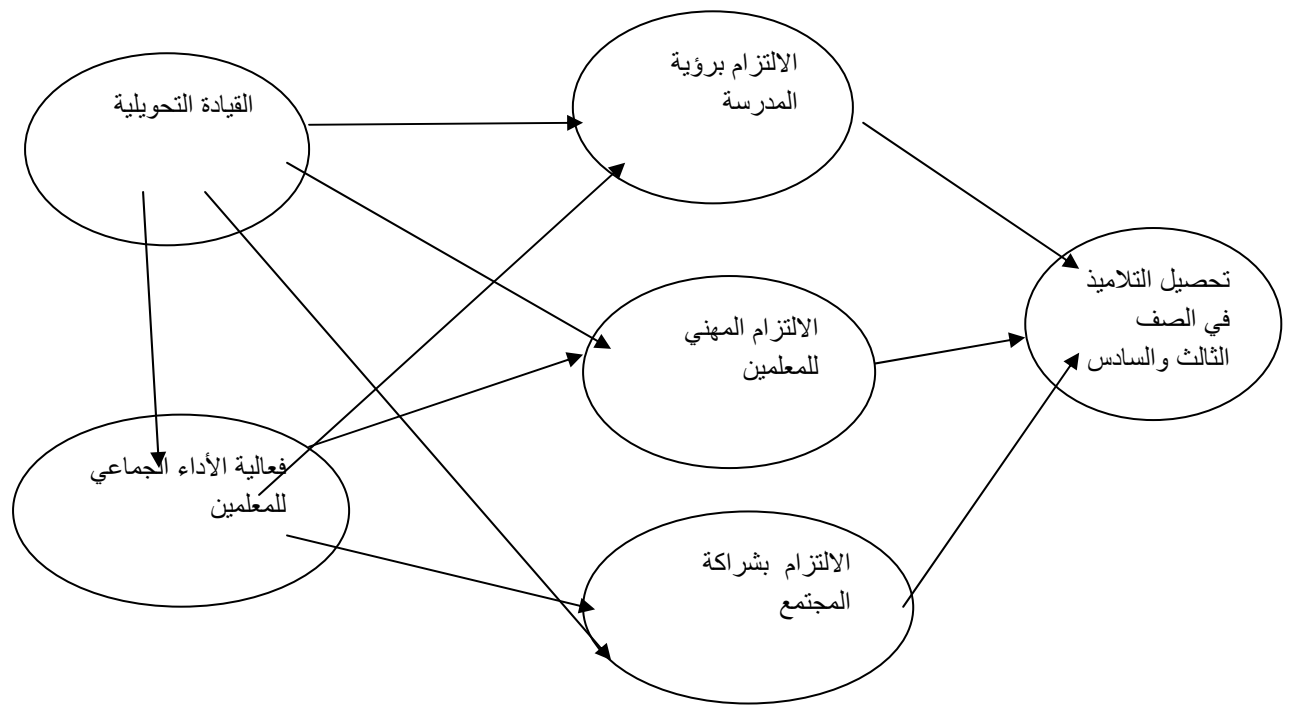 القيادة التحويلية
الالتزام برؤية
المدرسة
تحصيل التلاميذ
في الصف
الثالث والسادس
الالتزام المهني
للمعلمين
فعالية الأداء الجماعي
للمعلمين
الالتزام بشراكة
المجتمع